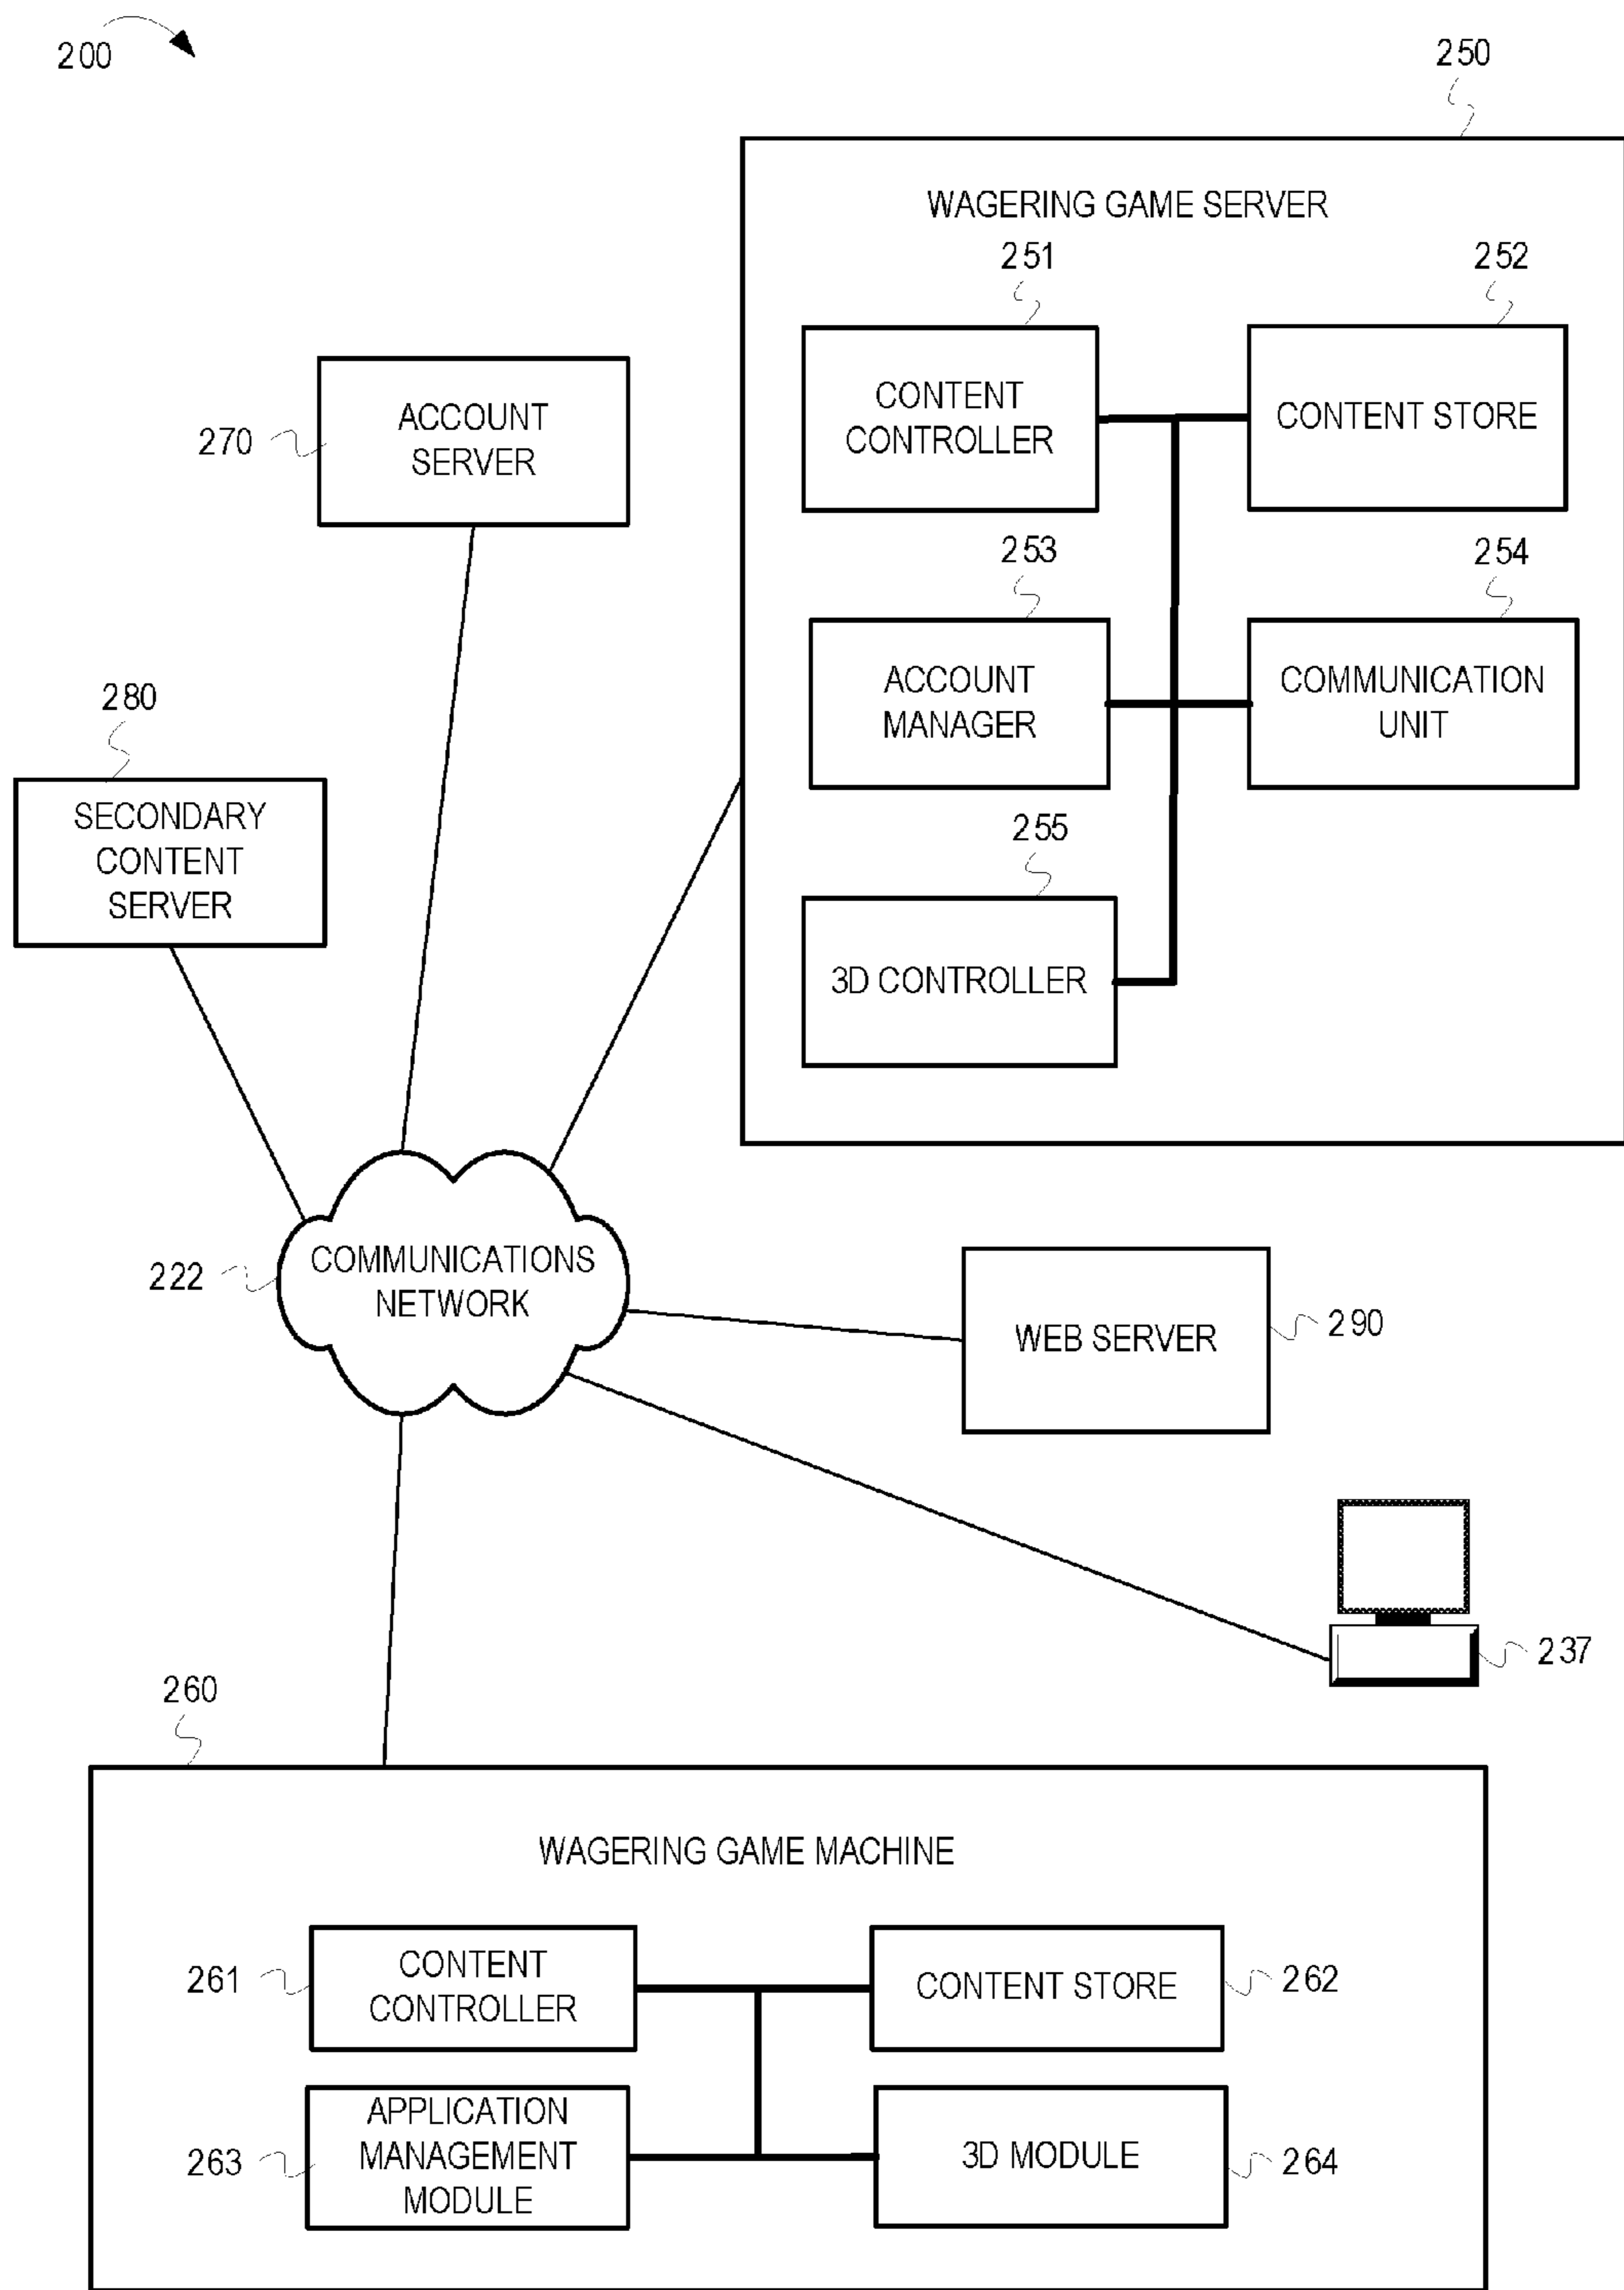 200
250
WAGERING GAME SERVER
251
252
CONTENT
CONTROLLER
CONTENT STORE
270
ACCOUNT
SERVER
253
254
ACCOUNT
MANAGER
COMMUNICATION
UNIT
280
SECONDARY
CONTENT
SERVER
255
3D CONTROLLER
222
COMMUNICATIONS
NETWORK
WEB SERVER
290
237
260
WAGERING GAME MACHINE
261
CONTENT
CONTROLLER
CONTENT STORE
262
263
APPLICATION
MANAGEMENT
MODULE
3D MODULE
264